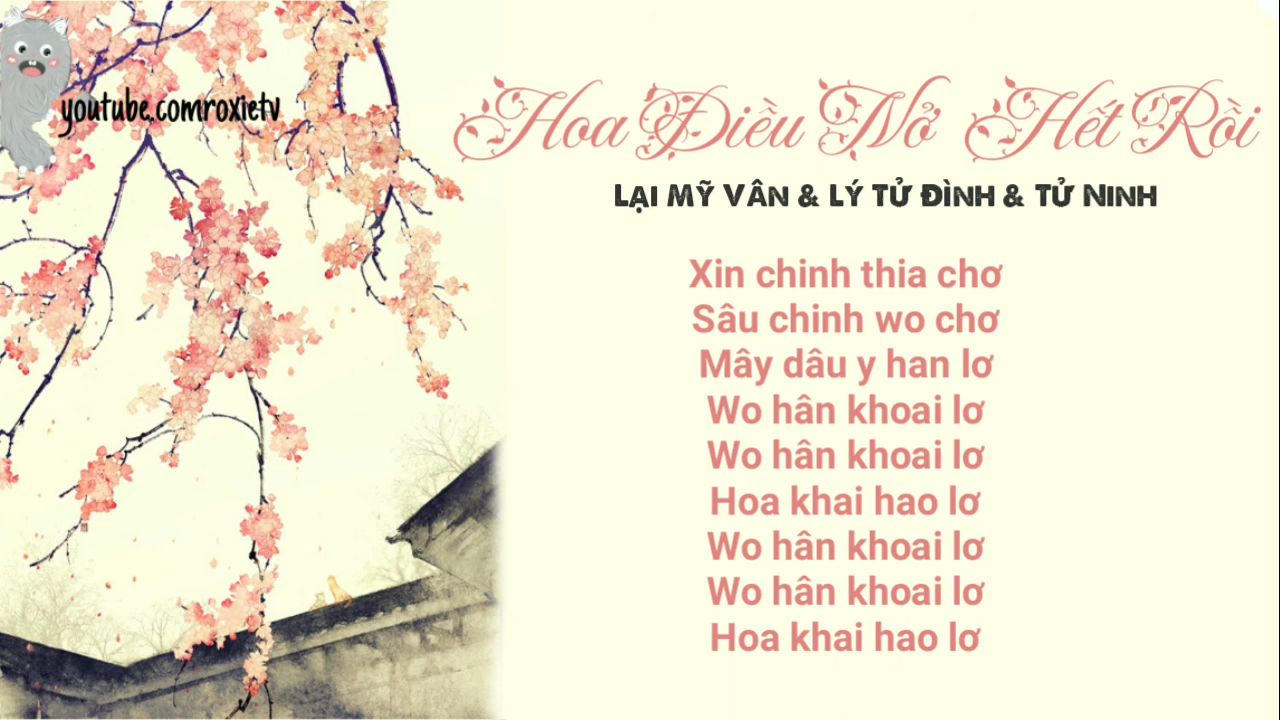 youtube.comroxietv
Hoa Điều Nở Hết Rồi
LẠI MỸ VÂN & LÝ TỬ ĐÌNH & TỬ NINH
Xin chinh thia chơ
Sâu chinh wo chơ
Mây dâu y han lơ
Wo hân khoai lơ
Wo hân khoai lơ
Hoa khai hao lơ
Wo hân khoai lơ
Wo hân khoai lơ
Hoa khai hao lơ